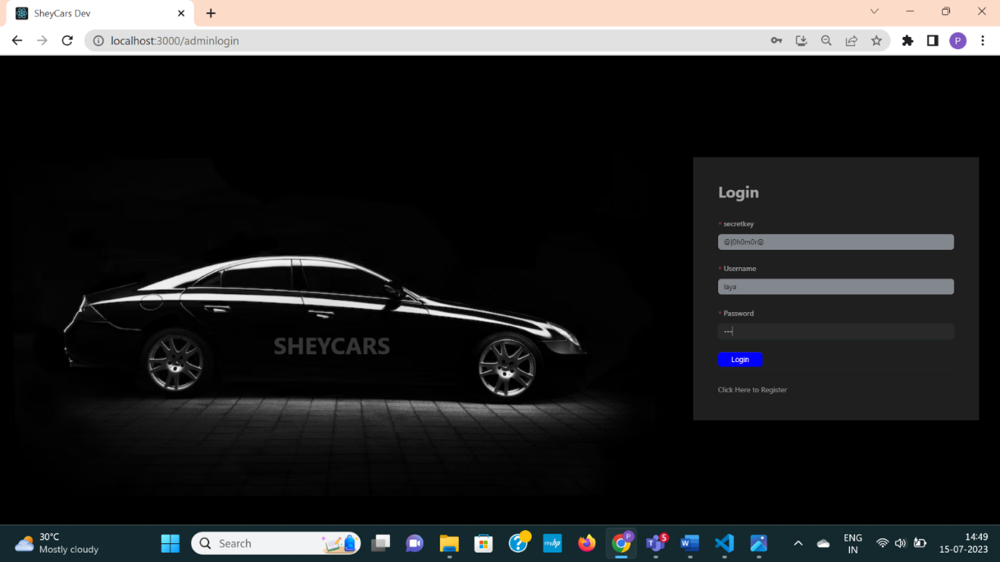 SheyCars Dev
localhost:3000/adminlogin
P
Login
* secretkey
@|0h0m0r@
* Username
laya
* Password
---
Login
Click Here to Register
SHEYCARS
30°C
Mostly cloudy
Search
myhp
P
5
ENG
IN
14:49
15-07-2023